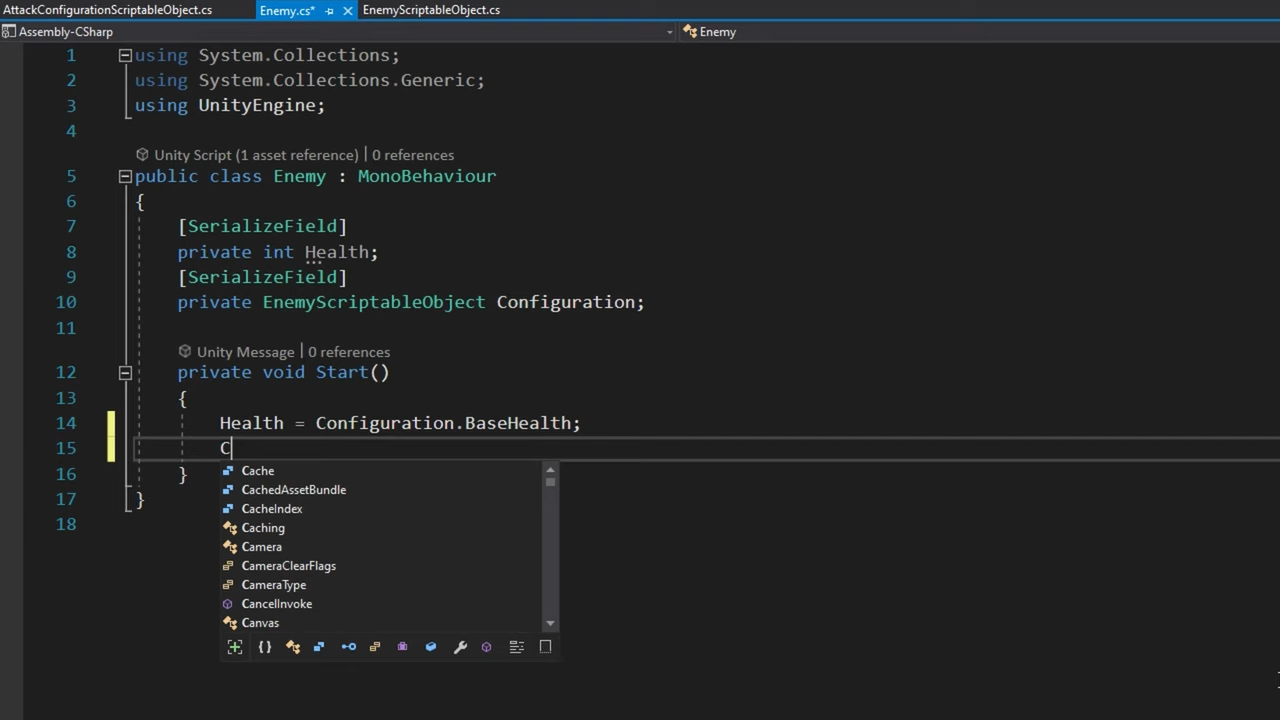 AttackConfigurationScriptableObject.cs Enemy.cs* EnemyScriptableObject.cs
Assembly-CSharp Enemy
1 using System.Collections;
2 using System.Collections.Generic;
3 using UnityEngine;
4
Unity Script (1 asset reference) | 0 references
5 public class Enemy : MonoBehaviour
6 {
7 [SerializeField]
8 private int Health;
9 [SerializeField]
10 private EnemyScriptableObject Configuration;
11
Unity Message | 0 references
12 private void Start()
13 {
14 Health = Configuration.BaseHealth;
15 C
16 }
17 }
18
Cache
CachedAssetBundle
CacheIndex
Caching
Camera
CameraClearFlags
CameraType
CancelInvoke
Canvas